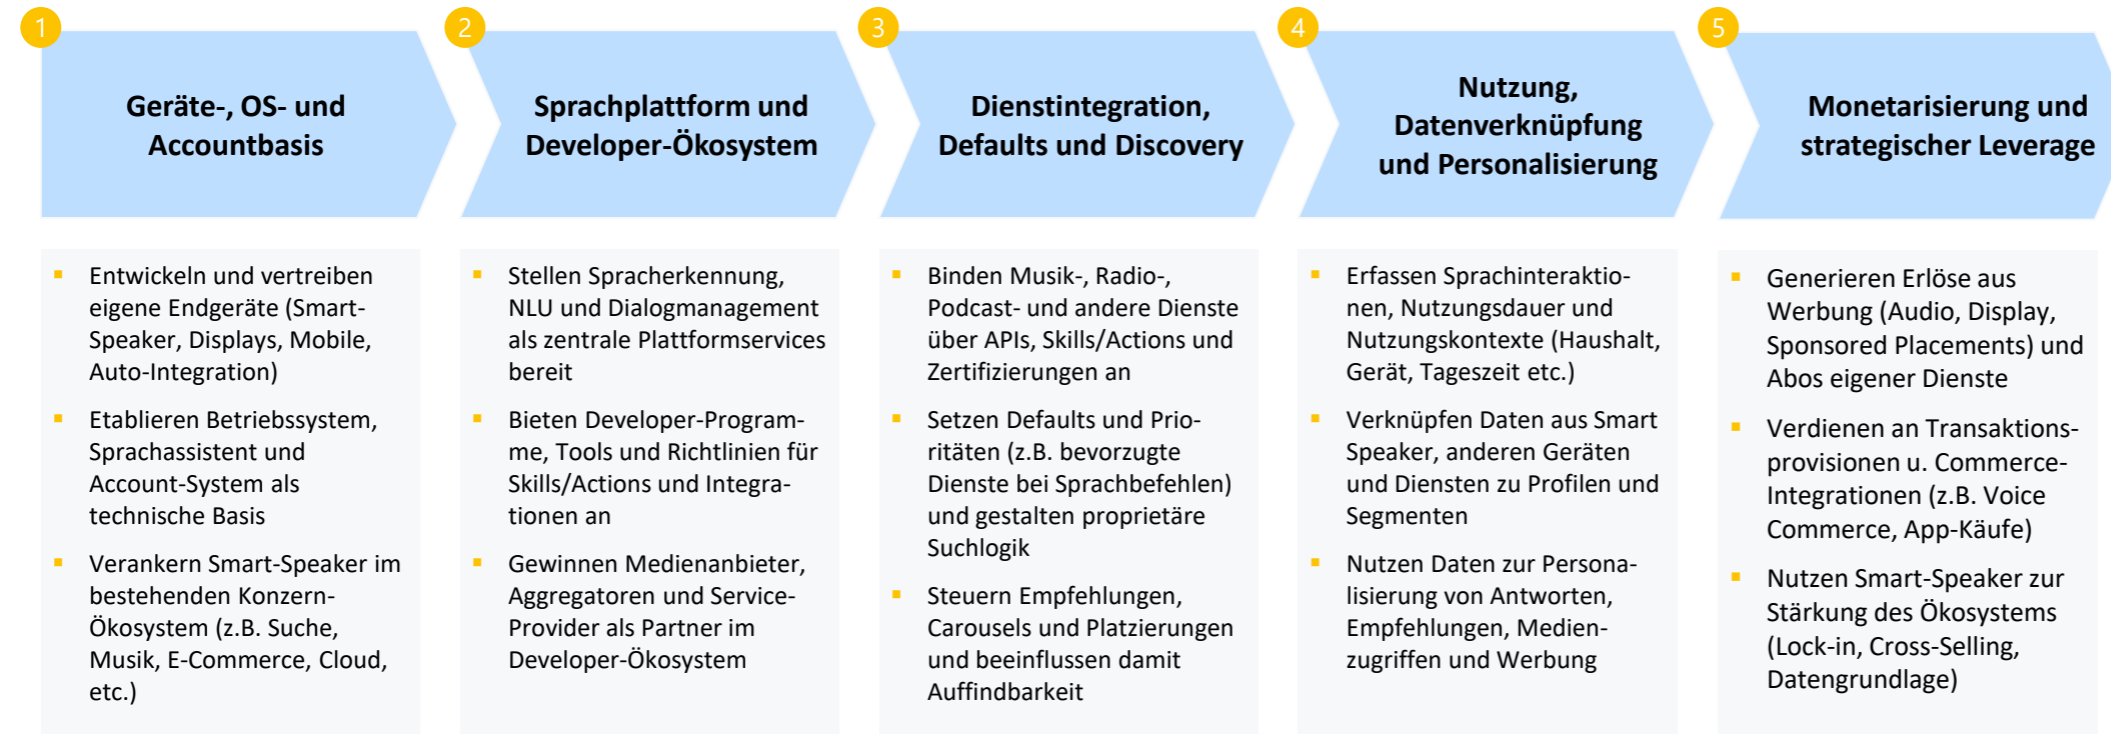 1
Geräte-, OS- und
Accountbasis
2
Sprachplattform und
Developer-Ökosystem
3
Dienstintegration,
Defaults und Discovery
4
Nutzung,
Datenverknüpfung
und Personalisierung
5
Monetarisierung und
strategischer Leverage
Entwickeln und vertreiben
eigene Endgeräte (Smart-
Speaker, Displays, Mobile,
Auto-Integration)
Etablieren Betriebssystem,
Sprachassistent und
Account-System als
technische Basis
Verankern Smart-Speaker im
bestehenden Konzern-
Ökosystem (z.B. Suche,
Musik, E-Commerce, Cloud,
etc.)
Stellen Spracherkennung,
NLU und Dialogmanagement
als zentrale Plattformservices
bereit
Bieten Developer-Program-
me, Tools und Richtlinien für
Skills/Actions und Integra-
tionen an
Gewinnen Medienanbieter,
Aggregatoren und Service-
Provider als Partner im
Developer-Ökosystem
Binden Musik-, Radio-,
Podcast- und andere Dienste
über APIs, Skills/Actions und
Zertifizierungen an
Setzen Defaults und Prio-
ritäten (z.B. bevorzugte
Dienste bei Sprachbefehlen)
und gestalten proprietäre
Suchlogik
Steuern Empfehlungen,
Carousels und Platzierungen
und beeinflussen damit
Auffindbarkeit
Erfassen Sprachinteraktio-
nen, Nutzungsdauer und
Nutzungskontexte (Haushalt,
Gerät, Tageszeit etc.)
Verknüpfen Daten aus Smart
Speaker, anderen Geräten
und Diensten zu Profilen und
Segmenten
Nutzen Daten zur Persona-
lisierung von Antworten,
Empfehlungen, Medien-
zugriffen und Werbung
Generieren Erlöse aus
Werbung (Audio, Display,
Sponsored Placements) und
Abos eigener Dienste
Verdienen an Transaktions-
provisionen u. Commerce-
Integrationen (z.B. Voice
Commerce, App-Käufe)
Nutzen Smart-Speaker zur
Stärkung des Ökosystems
(Lock-in, Cross-Selling,
Datengrundlage)